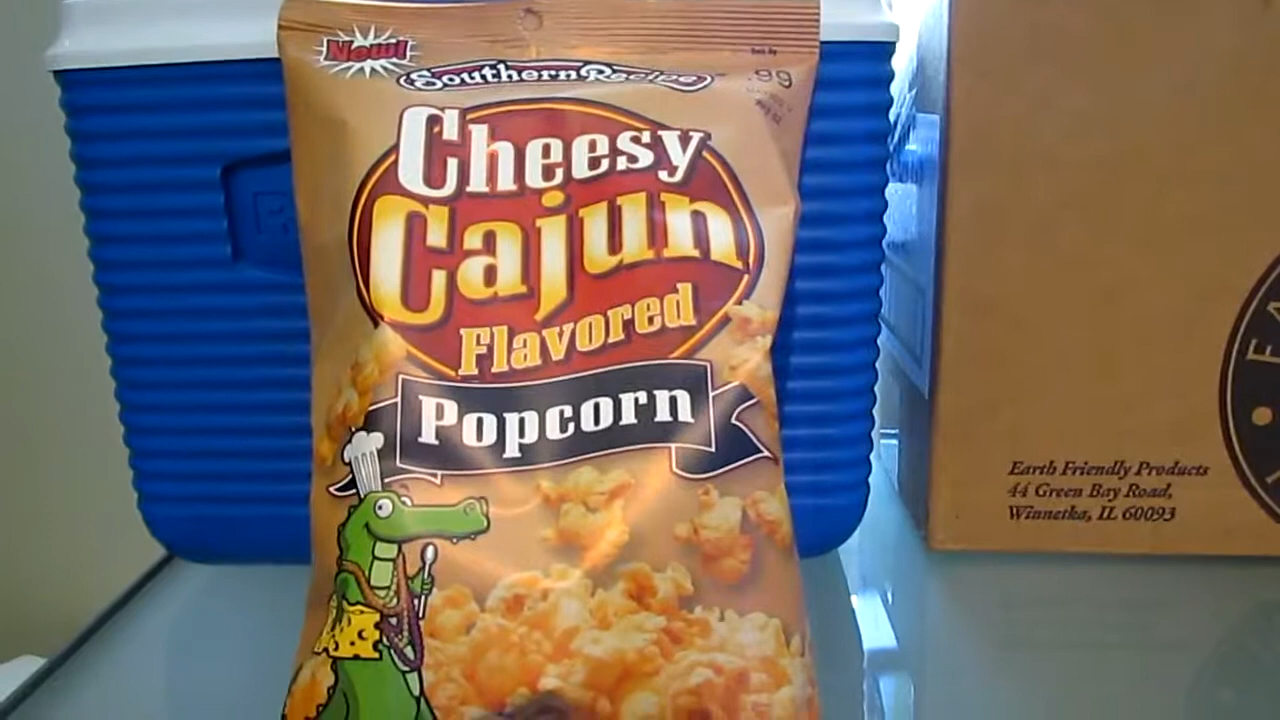 New!
Southern Recipe
.99
Cheesy
Cajun
Flavored
Popcorn
Earth Friendly Products
44 Green Bay Road,
Winnetka, IL 60093